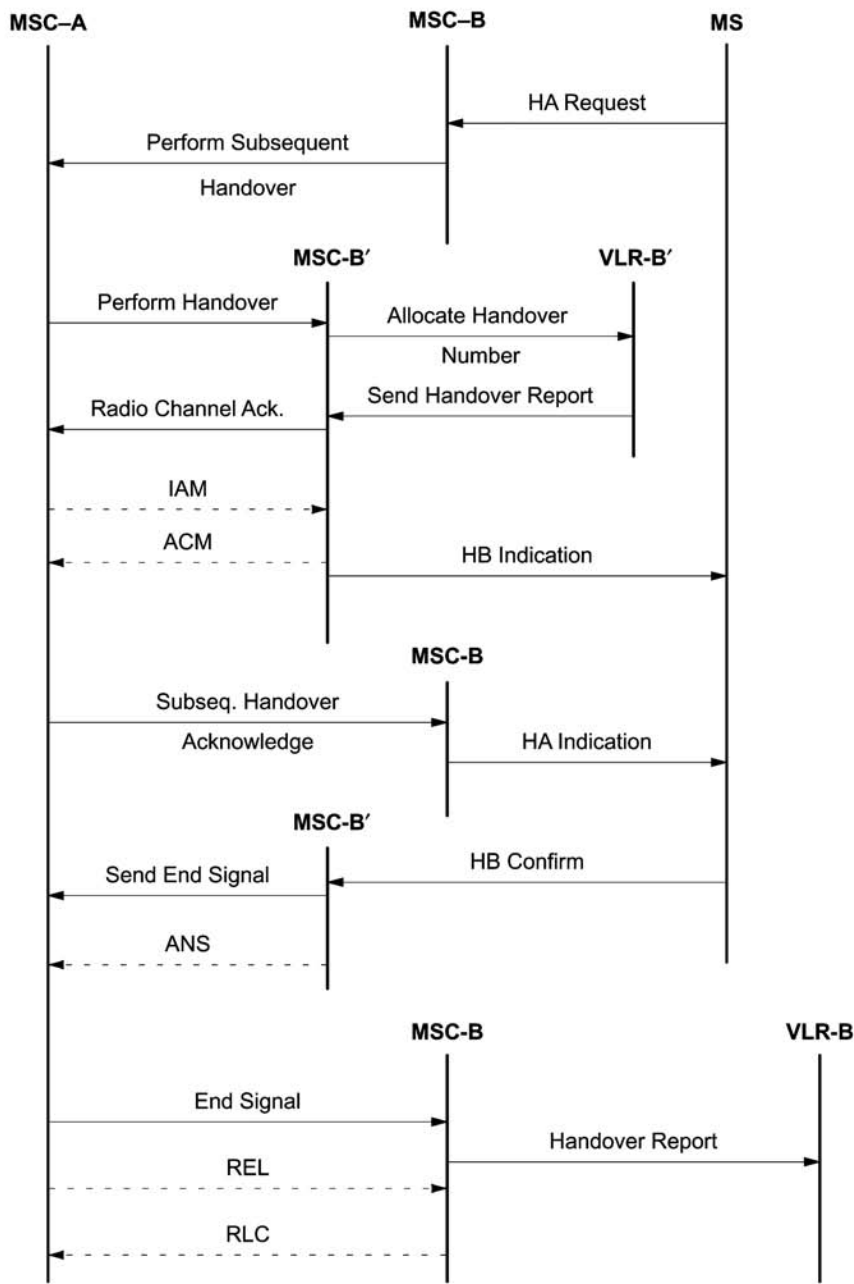 MSC–A
MSC–B
MS
HA Request
Perform Subsequent
Handover
MSC-B′
VLR-B′
Perform Handover
Allocate Handover
Number
Send Handover Report
Radio Channel Ack.
IAM
ACM
HB Indication
MSC-B
Subseq. Handover
Acknowledge
HA Indication
MSC-B′
HB Confirm
Send End Signal
ANS
MSC-B
VLR-B
End Signal
Handover Report
REL
RLC